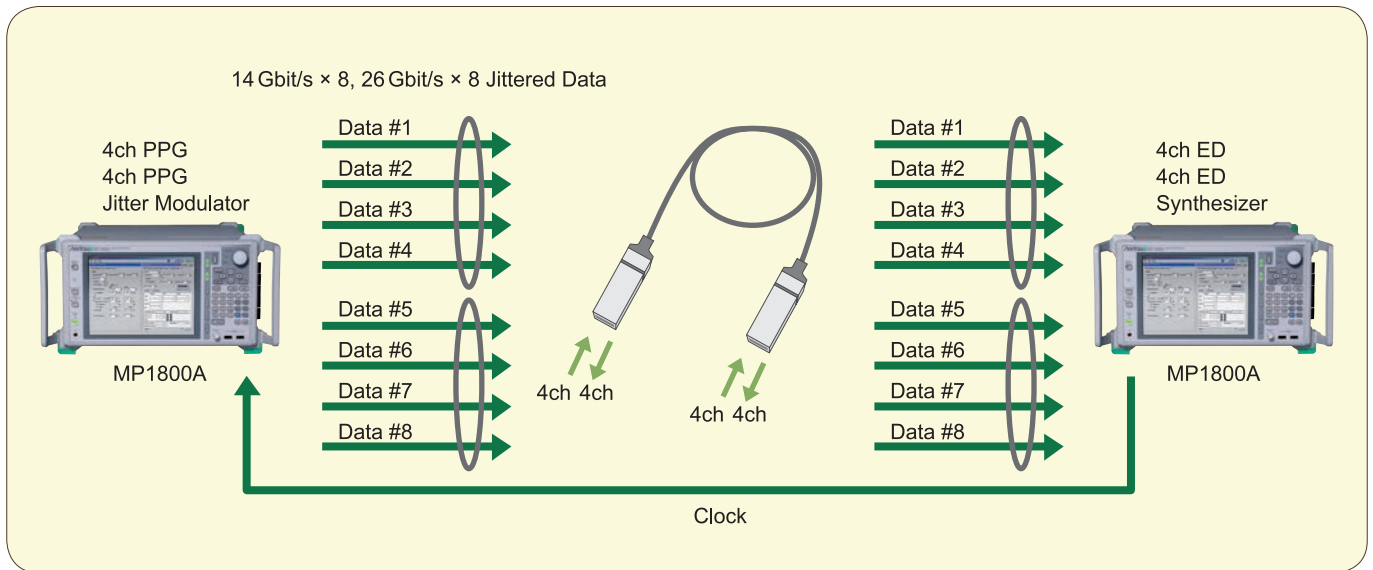 14 Gbit/s × 8, 26 Gbit/s × 8 Jittered Data
4ch PPG
4ch PPG
Jitter Modulator
MP1800A
Data #1
Data #2
Data #3
Data #4
Data #5
Data #6
Data #7
Data #8
4ch 4ch
4ch 4ch
Data #1
Data #2
Data #3
Data #4
Data #5
Data #6
Data #7
Data #8
4ch ED
4ch ED
Synthesizer
MP1800A
Clock